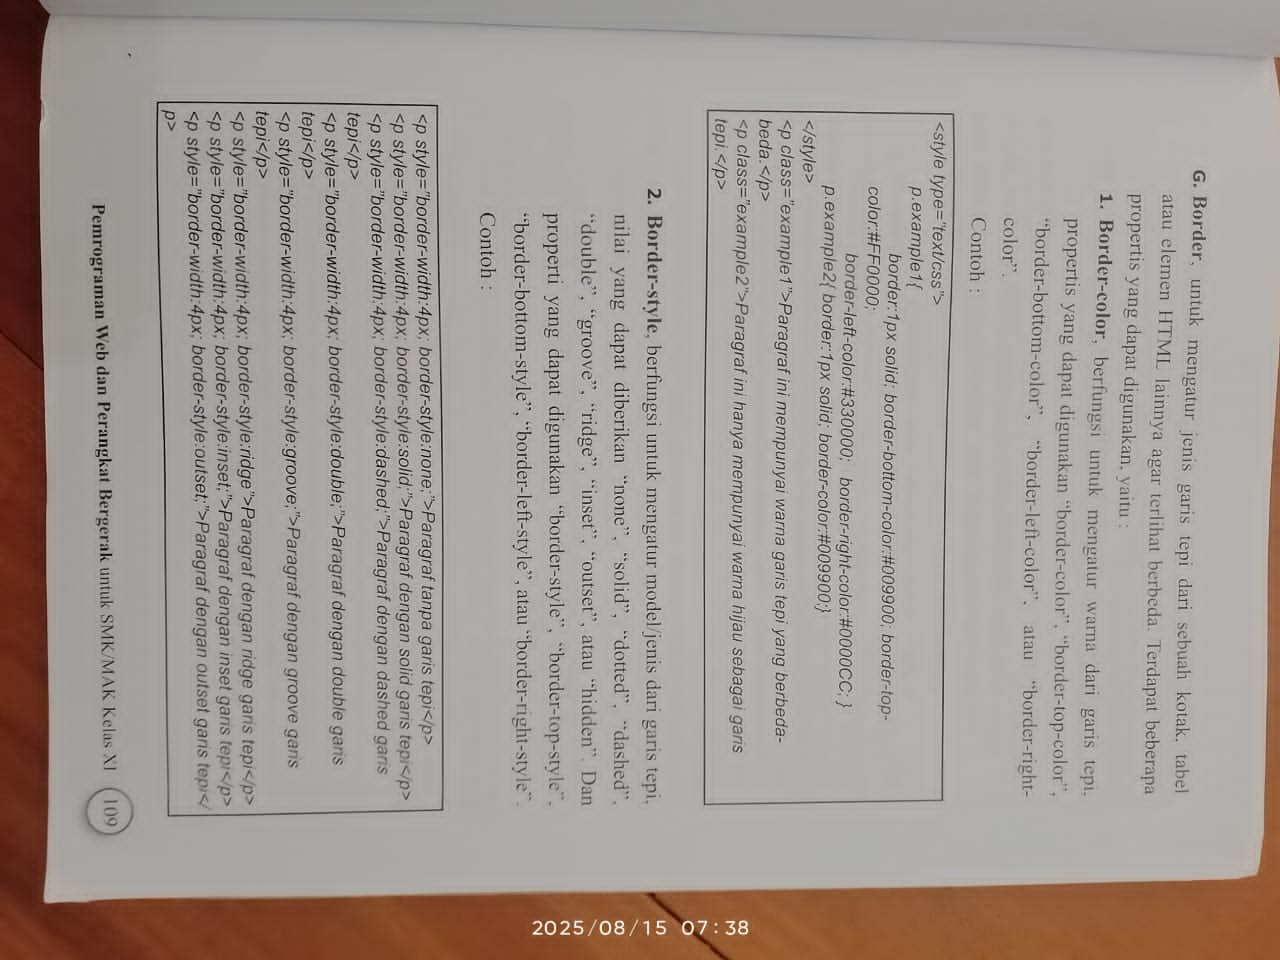 G. Border, untuk mengatur jenis garis tepi dari sebuah kotak, tabel
atau elemen HTML lainnya agar terlihat berbeda. Terdapat beberapa
propertis yang dapat digunakan, yaitu :
1. Border-color, berfungsi untuk mengatur warna dari garis tepi,
propertis yang dapat digunakan “border-color”, “border-top-color”,
“border-bottom-color”, “border-left-color”, atau “border-right-
color”.
Contoh :
<style type="text/css">
p.example1{
border:1px solid; border-bottom-color:#009900; border-top-
color:#FF0000;
border-left-color:#330000; border-right-color:#0000CC; }
p.example2{ border:1px solid; border-color:#009900;}
</style>
<p class="example1">Paragraf ini mempunyai warna garis tepi yang berbeda-
beda.</p>
<p class="example2">Paragraf ini hanya mempunyai warna hijau sebagai garis
tepi.</p>
2. Border-style, berfungsi untuk mengatur model/jenis dari garis tepi,
nilai yang dapat diberikan “none”, “solid”, “dotted”, “dashed”,
“double”, “groove”, “ridge”, “inset”, “outset”, atau “hidden”. Dan
properti yang dapat digunakan “border-style”, “border-top-style”,
“border-bottom-style”, “border-left-style”, atau “border-right-style”.
Contoh :
<p style="border-width:4px; border-style:none;">Paragraf tanpa garis tepi</p>
<p style="border-width:4px; border-style:solid;">Paragraf dengan solid garis tepi</p>
<p style="border-width:4px; border-style:dashed;">Paragraf dengan dashed garis
tepi</p>
<p style="border-width:4px; border-style:double;">Paragraf dengan double garis
tepi</p>
<p style="border-width:4px; border-style:groove;">Paragraf dengan groove garis
tepi</p>
<p style="border-width:4px; border-style:ridge">Paragraf dengan ridge garis tepi</p>
<p style="border-width:4px; border-style:inset;">Paragraf dengan inset garis tepi</p>
<p style="border-width:4px; border-style:outset;">Paragraf dengan outset garis tepi</
p>
Pemrograman Web dan Perangkat Bergerak untuk SMK/MAK Kelas XI 109
2025/08/15 07:38